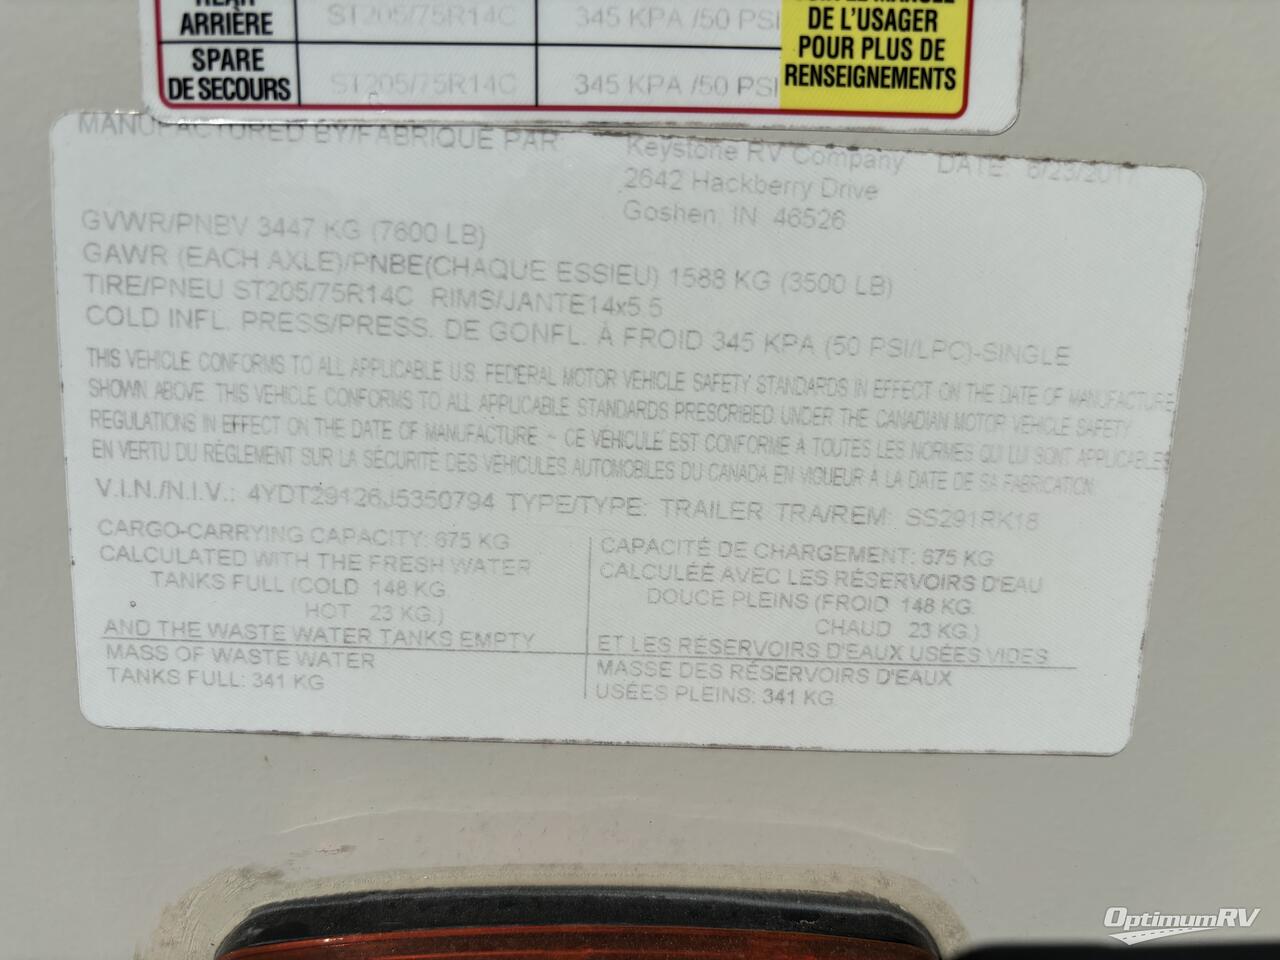 REAR
ARRIÈRE
ST205/75R14C
345 KPA /50 PSI
DE L'USAGER
POUR PLUS DE
RENSEIGNEMENTS
SPARE
DE SECOURS
ST205/75R14C
345 KPA /50 PSI
MANUFACTURED BY/FABRIQUÉ PAR: Keystone RV Company DATE: 6/23/2017
2642 Hackberry Drive
Goshen, IN 46526
GVWR/PNBV 3447 KG (7600 LB)
GAWR (EACH AXLE)/PNBE(CHAQUE ESSIEU) 1588 KG (3500 LB)
TIRE/PNEU ST205/75R14C RIMS/JANTE14x5.5
COLD INFL. PRESS/PRESS. DE GONFL. À FROID 345 KPA (50 PSI/LPC)-SINGLE
THIS VEHICLE CONFORMS TO ALL APPLICABLE U.S. FEDERAL MOTOR VEHICLE SAFETY STANDARDS IN EFFECT ON THE DATE OF MANUFACTURE
SHOWN ABOVE. THIS VEHICLE CONFORMS TO ALL APPLICABLE STANDARDS PRESCRIBED UNDER THE CANADIAN MOTOR VEHICLE SAFETY
REGULATIONS IN EFFECT ON THE DATE OF MANUFACTURE - CE VÉHICULE EST CONFORME À TOUTES LES NORMES QUI LUI SONT APPLICABLES
EN VERTU DU RÈGLEMENT SUR LA SÉCURITÉ DES VÉHICULES AUTOMOBILES DU CANADA EN VIGUEUR À LA DATE DE SA FABRICATION
V.I.N./N.I.V.: 4YDT29126J5350794 TYPE/TYPE: TRAILER TRA/REM: SS291RK18
CARGO-CARRYING CAPACITY: 675 KG
CALCULATED WITH THE FRESH WATER
TANKS FULL (COLD 148 KG.
HOT 23 KG.)
AND THE WASTE WATER TANKS EMPTY
MASS OF WASTE WATER
TANKS FULL: 341 KG
CAPACITÉ DE CHARGEMENT: 675 KG
CALCULÉE AVEC LES RÉSERVOIRS D'EAU
DOUCE PLEINS (FROID 148 KG.
CHAUD 23 KG.)
ET LES RÉSERVOIRS D'EAUX USÉES VIDES
MASSE DES RÉSERVOIRS D'EAUX
USÉES PLEINS: 341 KG
OptimumRV